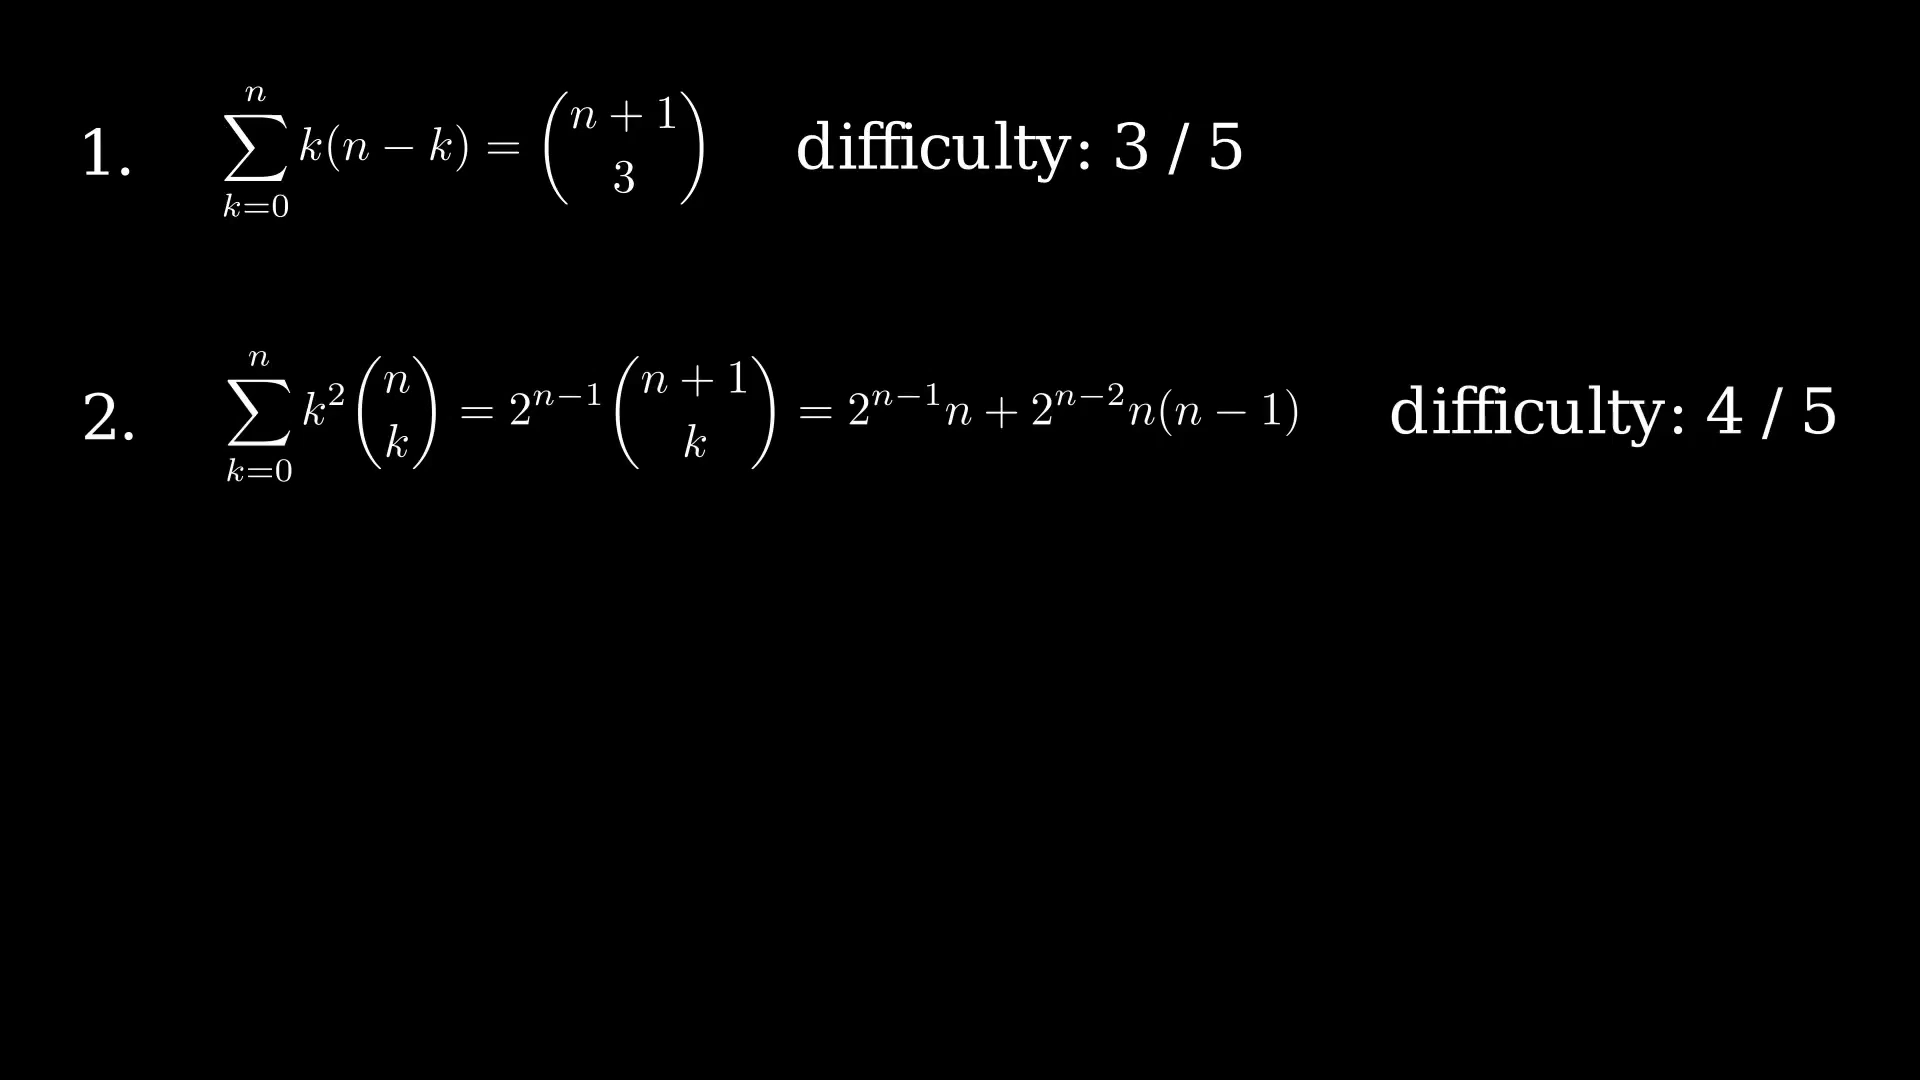 1. $\sum_{k=0}^{n} k(n-k) = \binom{n+1}{3}$ difficulty: 3 / 5
2. $\sum_{k=0}^{n} k^2 \binom{n}{k} = 2^{n-1} \binom{n+1}{k} = 2^{n-1}n + 2^{n-2}n(n-1)$ difficulty: 4 / 5